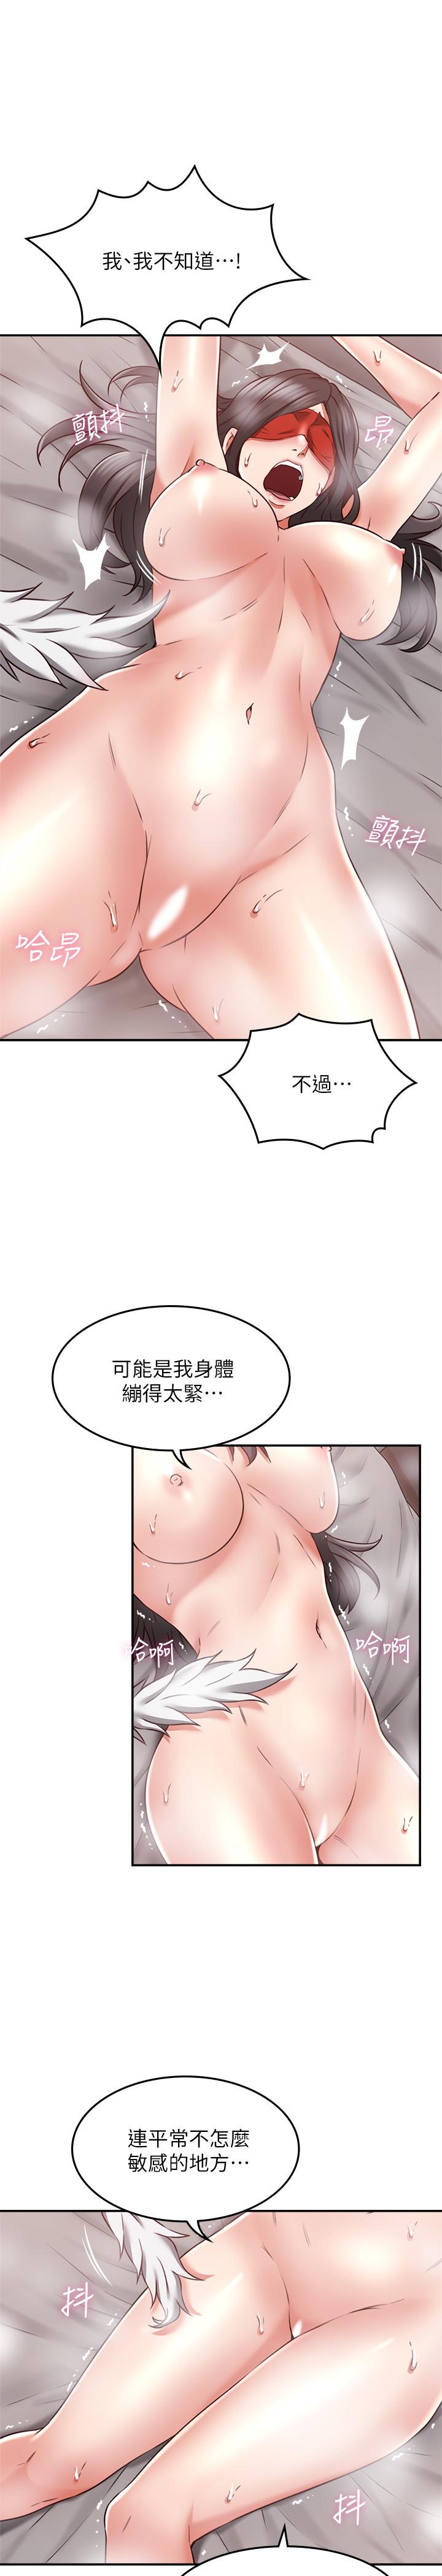 我、我不知道⋯!
顫抖
昂
顫抖
哈昂
不過⋯
可能是我身體
繃得太緊⋯
哈啊
哈啊
連平常不怎麼
敏感的地方⋯
抖
抖